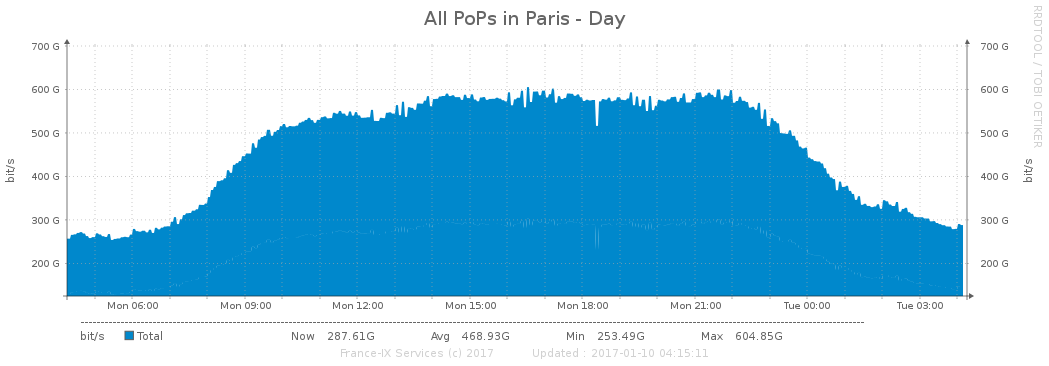 All PoPs in Paris - Day
RRDTOOL / TOBI OETIKER
700 G 700 G
600 G 600 G
500 G 500 G
400 G 400 G
300 G 300 G
200 G 200 G
bit/s
bit/s
Mon 06:00 Mon 09:00 Mon 12:00 Mon 15:00 Mon 18:00 Mon 21:00 Tue 00:00 Tue 03:00
bit/s Total Now 287.61G Avg 468.93G Min 253.49G Max 604.85G
France-IX Services (c) 2017 Updated : 2017-01-10 04:15:11